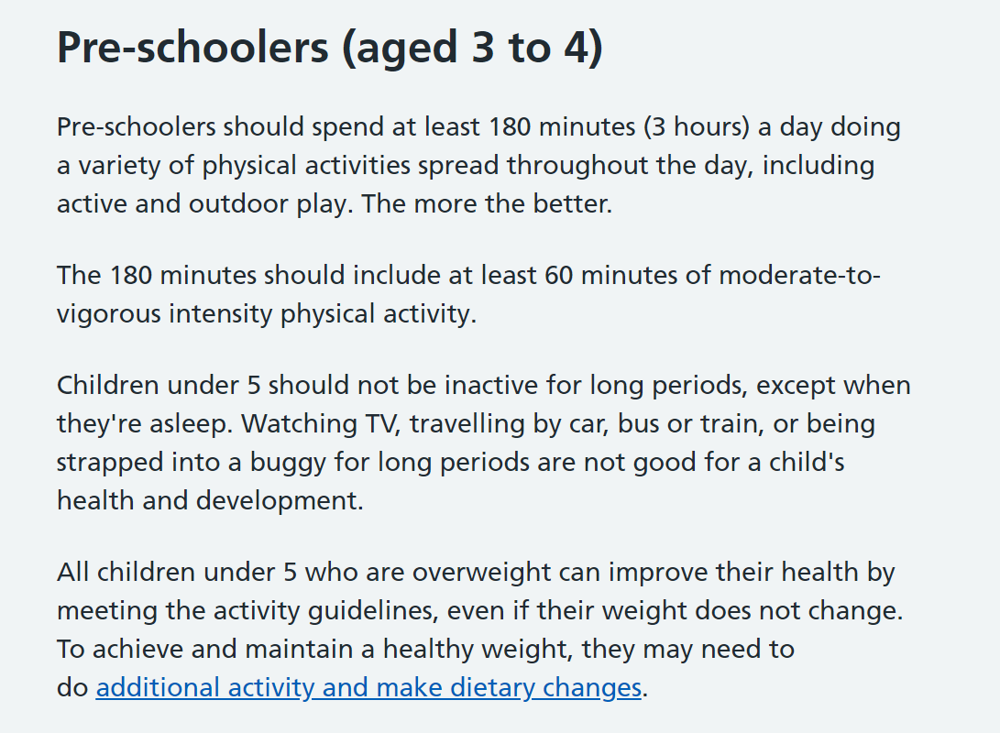 Pre-schoolers (aged 3 to 4)
Pre-schoolers should spend at least 180 minutes (3 hours) a day doing
a variety of physical activities spread throughout the day, including
active and outdoor play. The more the better.
The 180 minutes should include at least 60 minutes of moderate-to-
vigorous intensity physical activity.
Children under 5 should not be inactive for long periods, except when
they're asleep. Watching TV, travelling by car, bus or train, or being
strapped into a buggy for long periods are not good for a child's
health and development.
All children under 5 who are overweight can improve their health by
meeting the activity guidelines, even if their weight does not change.
To achieve and maintain a healthy weight, they may need to
do additional activity and make dietary changes.